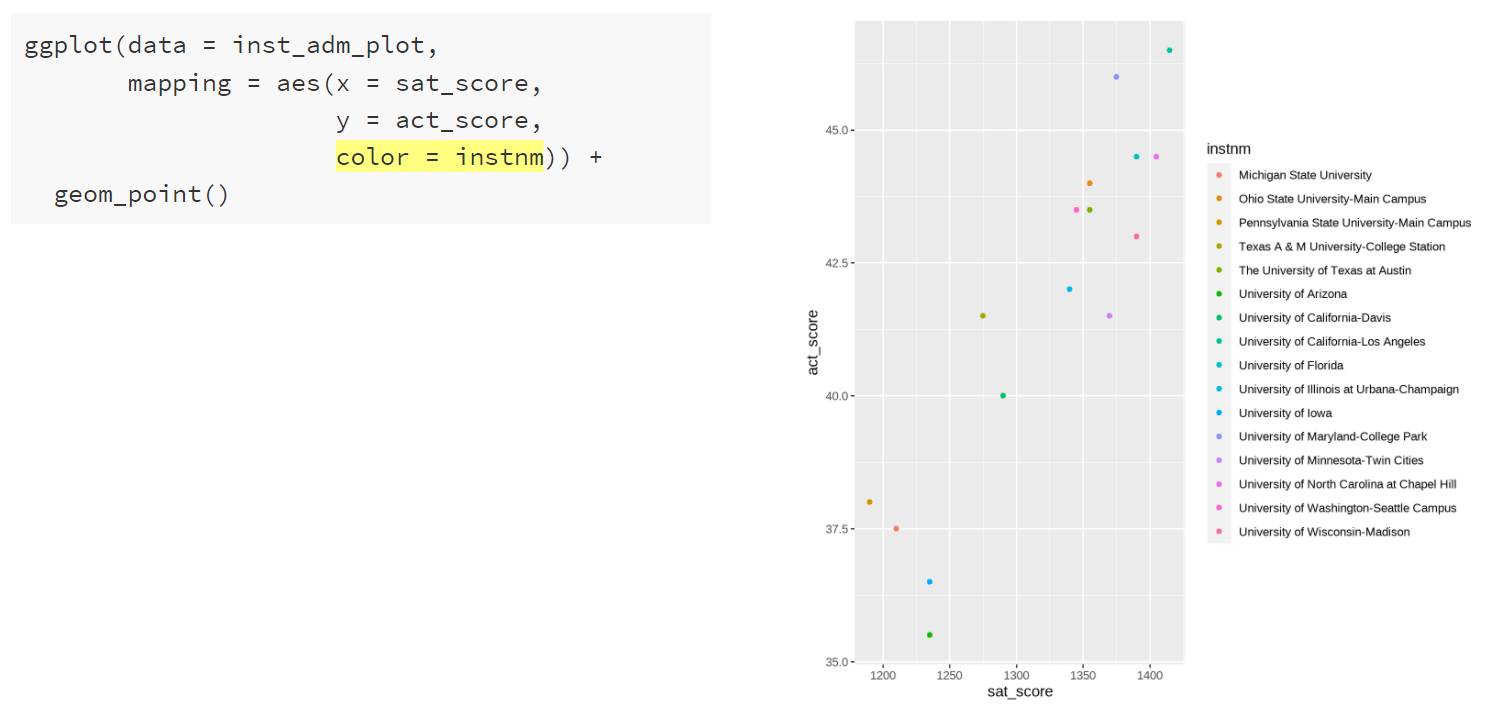 ggplot(data = inst_adm_plot,
mapping = aes(x = sat_score,
y = act_score,
color = instnm)) +
geom_point()
45.0
42.5
40.0
37.5
35.0
act_score
1200 1250 1300 1350 1400
sat_score
instnm
Michigan State University
Ohio State University-Main Campus
Pennsylvania State University-Main Campus
Texas A & M University-College Station
The University of Texas at Austin
University of Arizona
University of California-Davis
University of California-Los Angeles
University of Florida
University of Illinois at Urbana-Champaign
University of Iowa
University of Maryland-College Park
University of Minnesota-Twin Cities
University of North Carolina at Chapel Hill
University of Washington-Seattle Campus
University of Wisconsin-Madison